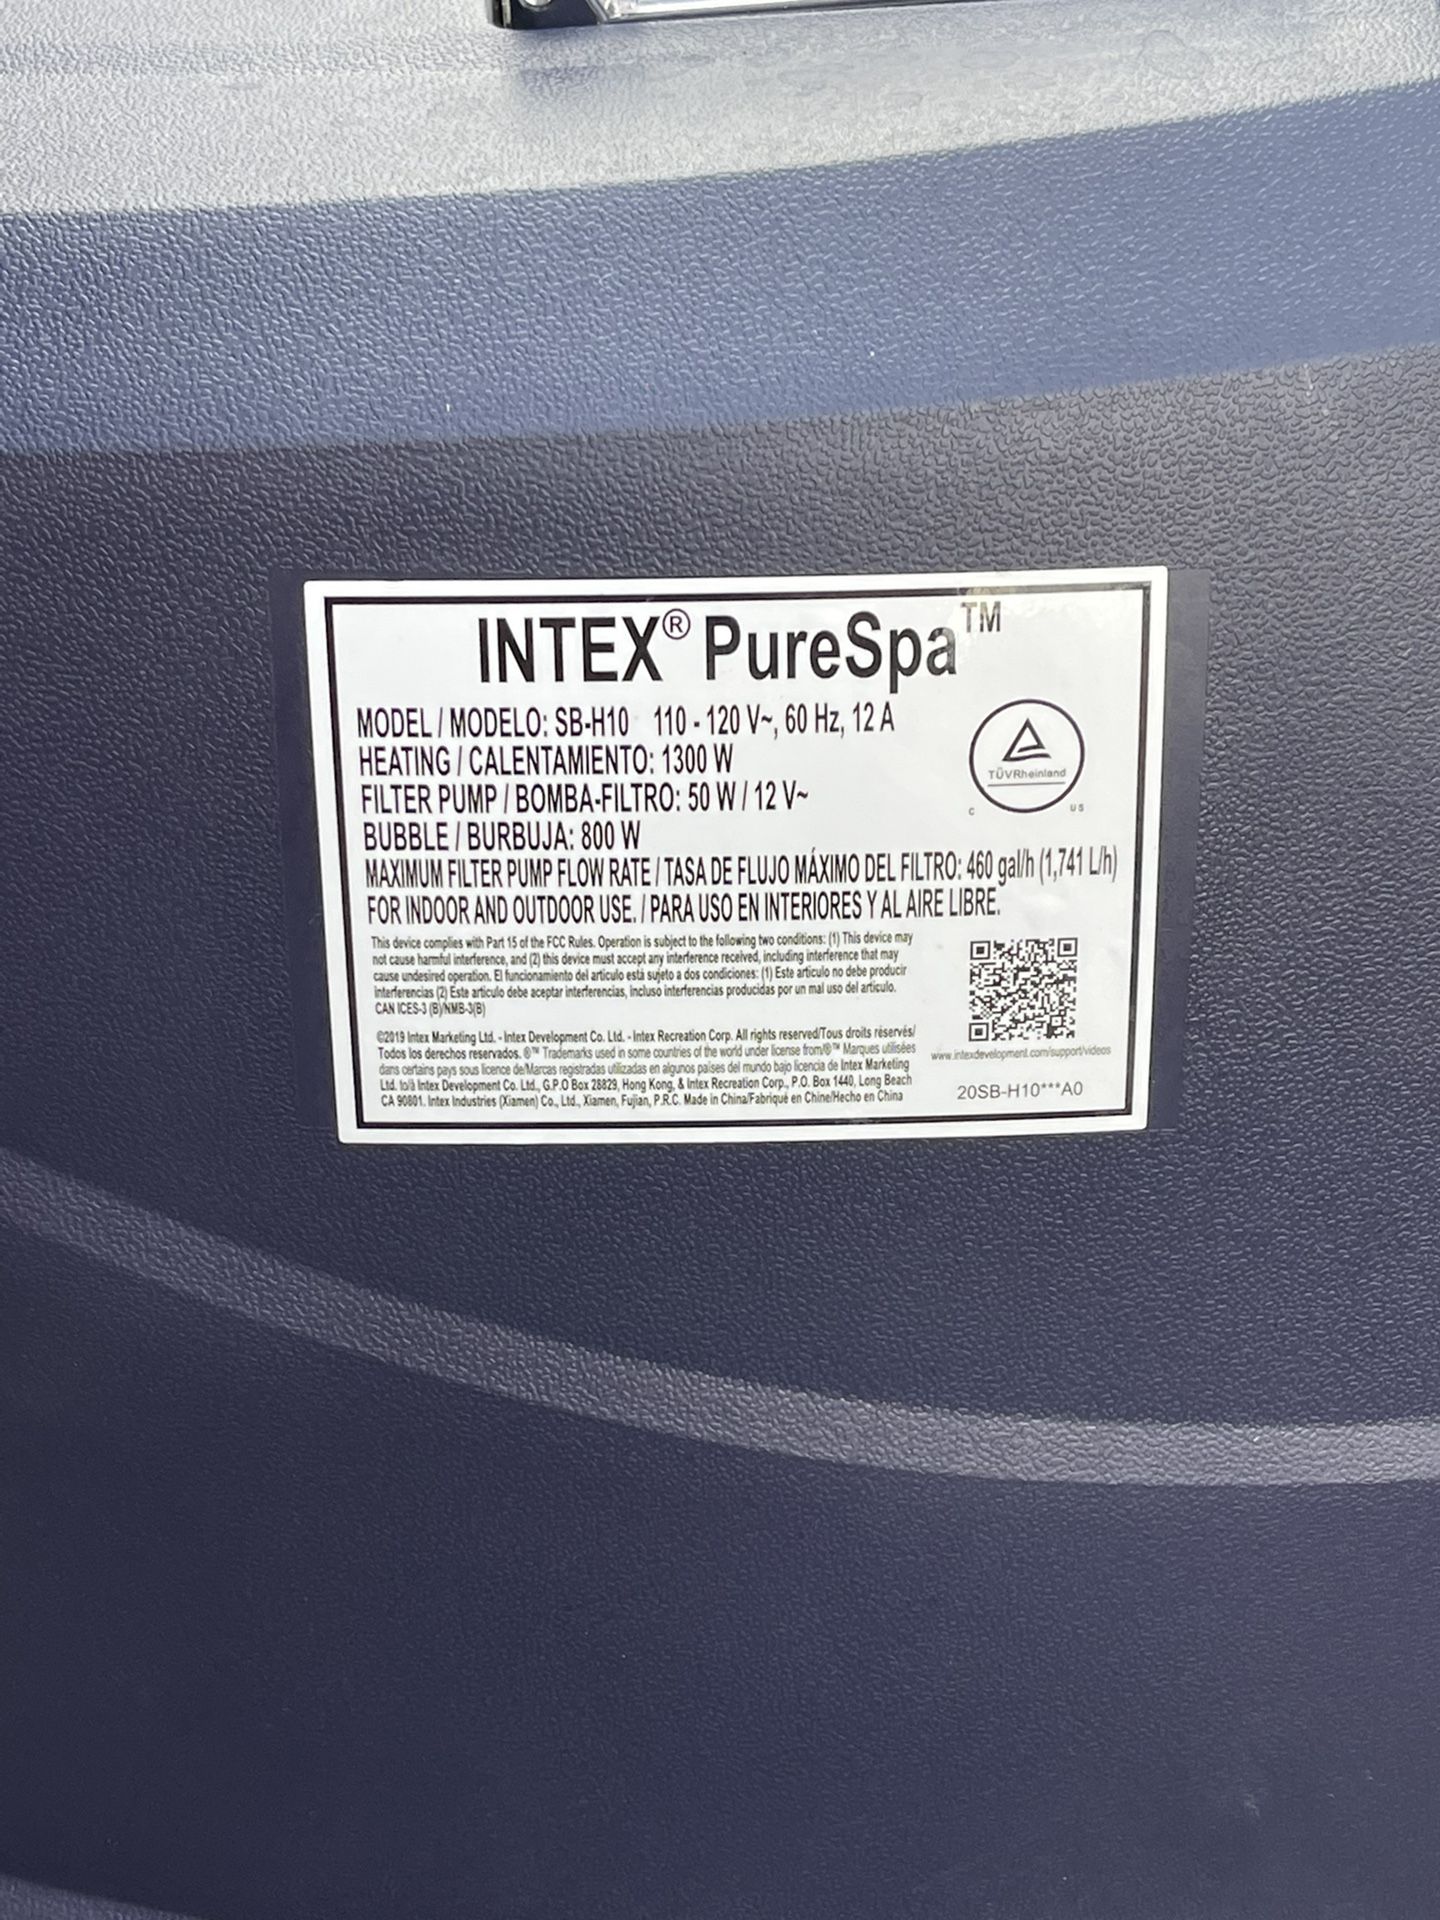 INTEX® PureSpa™
MODEL / MODELO: SB-H10 110 - 120 V~, 60 Hz, 12 A
HEATING / CALENTAMIENTO: 1300 W
FILTER PUMP / BOMBA-FILTRO: 50 W / 12 V~
BUBBLE / BURBUJA: 800 W
TÜVRheinland
C US
MAXIMUM FILTER PUMP FLOW RATE / TASA DE FLUJO MÁXIMO DEL FILTRO: 460 gal/h (1,741 L/h)
FOR INDOOR AND OUTDOOR USE. / PARA USO EN INTERIORES Y AL AIRE LIBRE.
This device complies with Part 15 of the FCC Rules. Operation is subject to the following two conditions: (1) This device may
not cause harmful interference, and (2) this device must accept any interference received, including interference that may
cause undesired operation. El funcionamiento del articulo está sujeto a dos condiciones: (1) Este articulo no debe producir
interferencias (2) Este articulo debe aceptar interferencias, incluso interferencias producidas por un mal uso del articulo.
CAN ICES-3 (B)/NMB-3(B)
©2019 Intex Marketing Ltd. - Intex Development Co. Ltd. - Intex Recreation Corp. All rights reserved/Tous droits réservés/
Todos los derechos reservados. ®™ Trademarks used in some countries of the world under license from/®™ Marques utilisées
dans certains pays sous licence de/Marcas registradas utilizadas en algunos países del mundo bajo licencia de Intex Marketing
Ltd. to/à Intex Development Co. Ltd., G.P.O Box 28829, Hong Kong, & Intex Recreation Corp., P.O. Box 1440, Long Beach
CA 90801. Intex Industries (Xiamen) Co., Ltd., Xiamen, Fujian, P.R.C. Made in China/Fabriqué en Chine/Hecho en China
www.intexdevelopment.com/support/videos
20SB-H10***A0